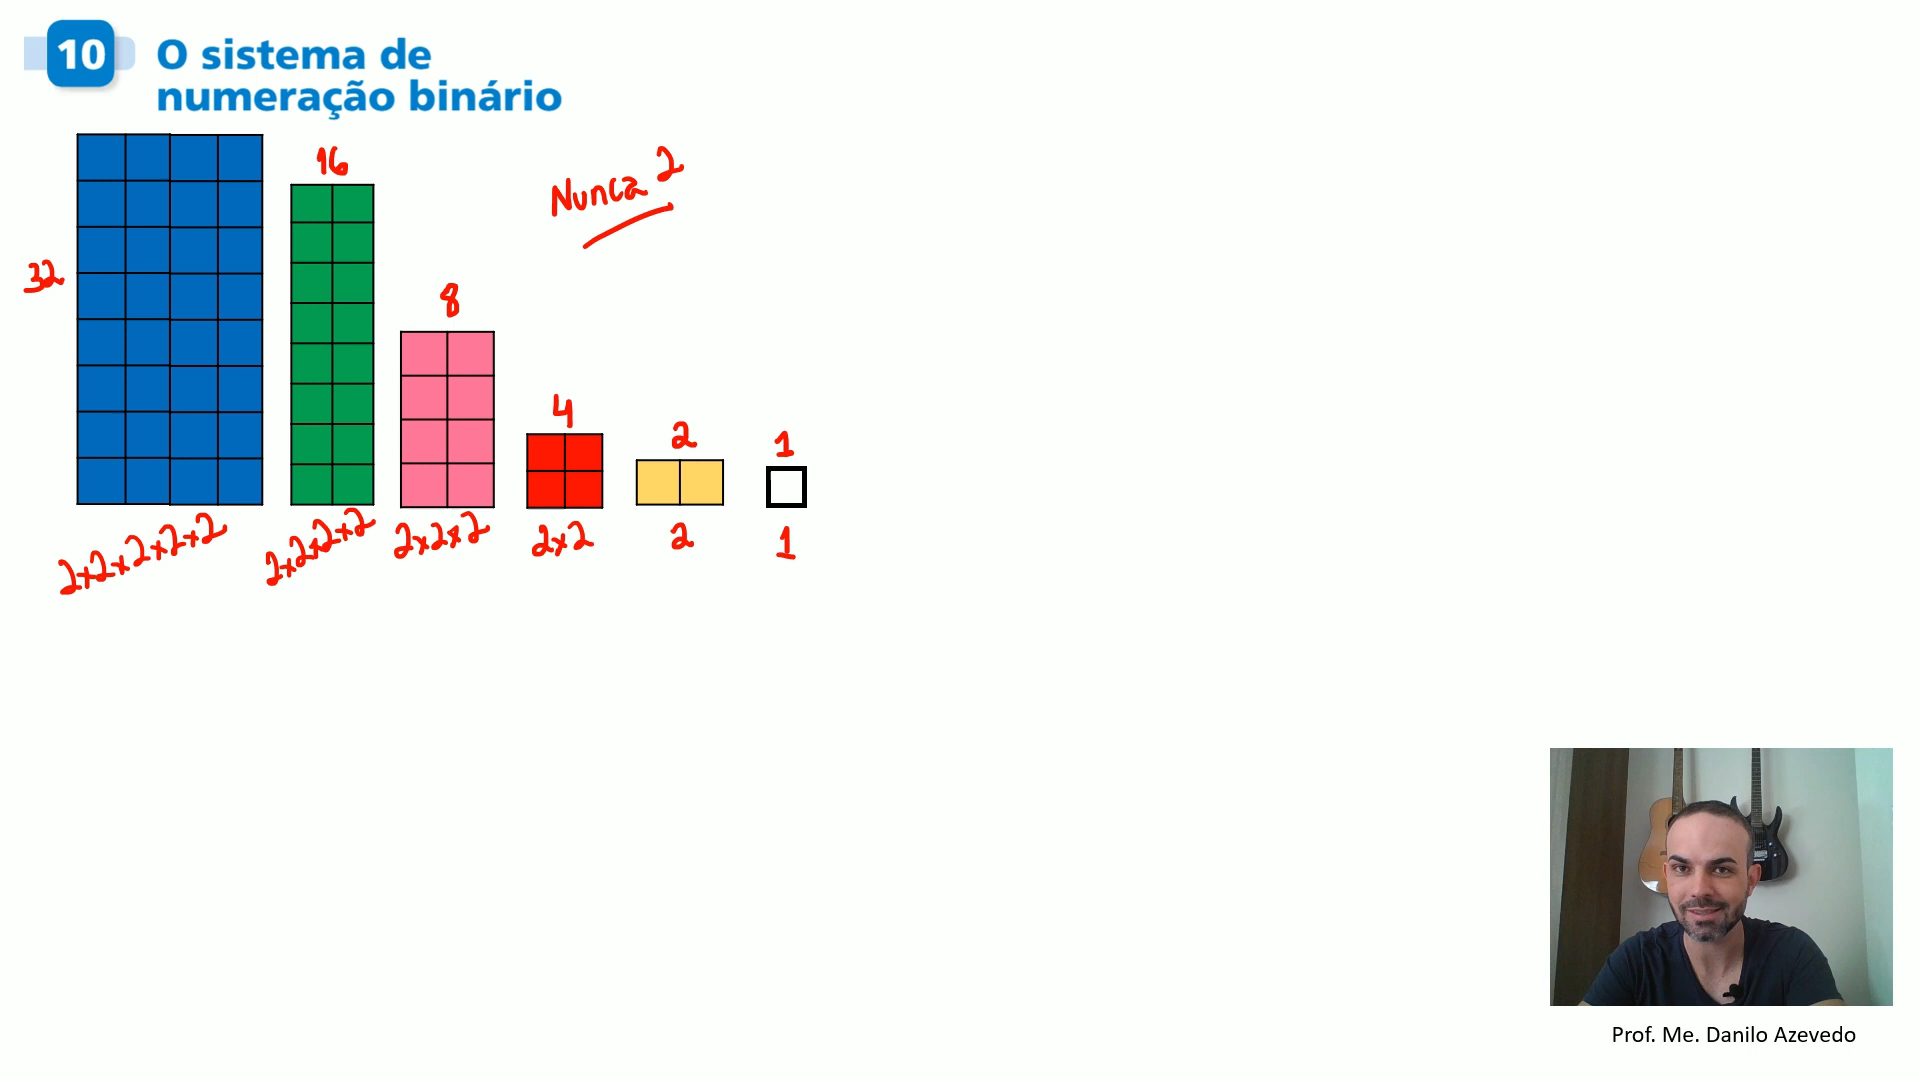 10
O sistema de
numeração binário
16
Nunca 2
32
8
4
2
1
2x2x2x2x2
2x2x2x2
2x2x2
2x2
2
1
Prof. Me. Danilo Azevedo